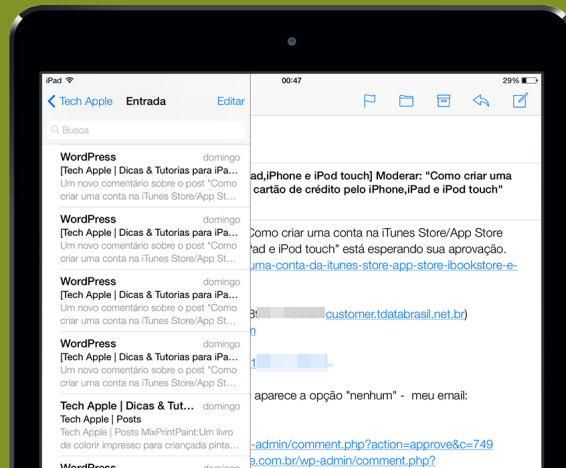 iPad
00:47
29%
Tech Apple
Entrada
Editar
Busca
WordPress
domingo
[Tech Apple | Dicas & Tutorias para iPa...
Um novo comentário sobre o post "Como
criar uma conta na iTunes Store/App St...
WordPress
domingo
[Tech Apple | Dicas & Tutorias para iPa...
Um novo comentário sobre o post "Como
criar uma conta na iTunes Store/App St...
WordPress
domingo
[Tech Apple | Dicas & Tutorias para iPa...
Um novo comentário sobre o post "Como
criar uma conta na iTunes Store/App St...
WordPress
domingo
[Tech Apple | Dicas & Tutorias para iPa...
Um novo comentário sobre o post "Como
criar uma conta na iTunes Store/App St...
Tech Apple | Dicas & Tut...
domingo
Tech Apple | Posts
Tech Apple | Posts MixPrintPaint:Um livro
de colorir impresso para criançada pinta...
WordPress
domingo
ad,iPhone e iPod touch] Moderar: "Como criar uma
cartão de crédito pelo iPhone,iPad e iPod touch"
Como criar uma conta na iTunes Store/App Store
Pad e iPod touch" está esperando sua aprovação.
uma-conta-da-itunes-store-app-store-ibookstore-e-
customer.tdatabrasil.net.br)
aparece a opção "nenhum" - meu email:
-admin/comment.php?action=approve&c=749
e.com.br/wp-admin/comment.php?